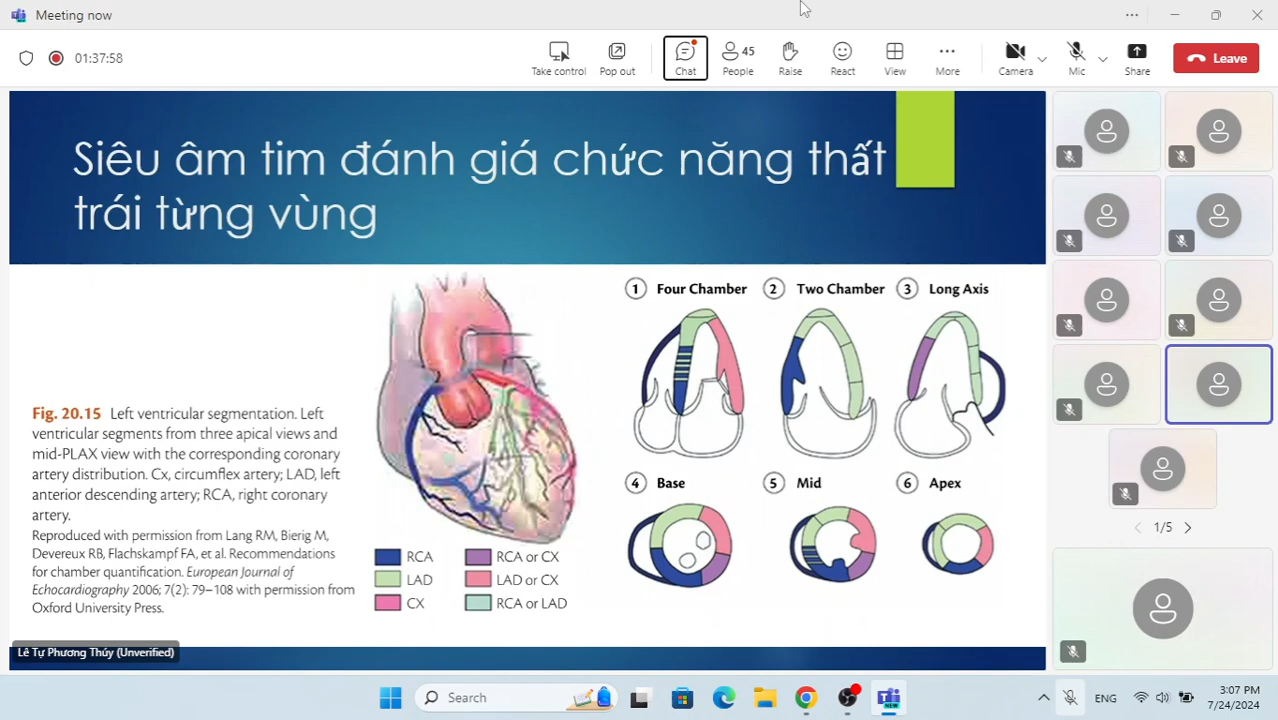 Meeting now
01:37:58
Take control
Pop out
Chat
45
People
Raise
React
View
More
Camera
Mic
Share
Leave
Siêu âm tim đánh giá chức năng thất
trái từng vùng
Fig. 20.15 Left ventricular segmentation. Left
ventricular segments from three apical views and
mid-PLAX view with the corresponding coronary
artery distribution. Cx, circumflex artery; LAD, left
anterior descending artery; RCA, right coronary
artery.
Reproduced with permission from Lang RM, Bierig M,
Devereux RB, Flachskampf FA, et al. Recommendations
for chamber quantification. European Journal of
Echocardiography 2006; 7(2): 79–108 with permission from
Oxford University Press.
RCA
LAD
CX
RCA or CX
LAD or CX
RCA or LAD
1 Four Chamber
2 Two Chamber
3 Long Axis
4 Base
5 Mid
6 Apex
1/5
Lê Tự Phương Thúy (Unverified)
Search
NEW
ENG
3:07 PM
7/24/2024